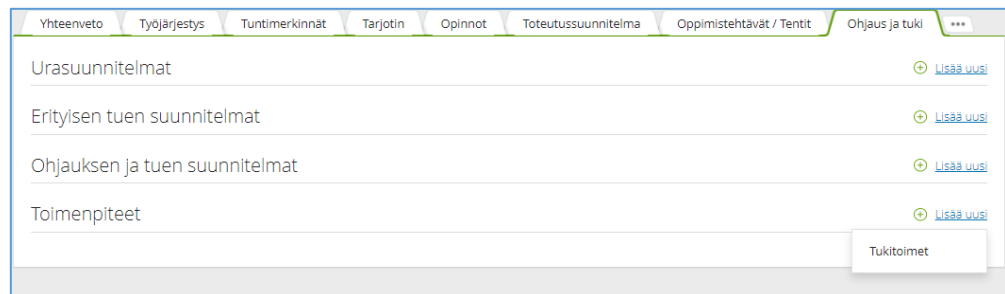 Yhteenveto Työjärjestys Tuntimerkinnät Tarjotin Opinnot Toteutussuunnitelma Oppimistehtävät / Tentit Ohjaus ja tuki
Urasuunnitelmat Lisää uusi
Erityisen tuen suunnitelmat Lisää uusi
Ohjauksen ja tuen suunnitelmat Lisää uusi
Toimenpiteet Lisää uusi
Tukitoimet